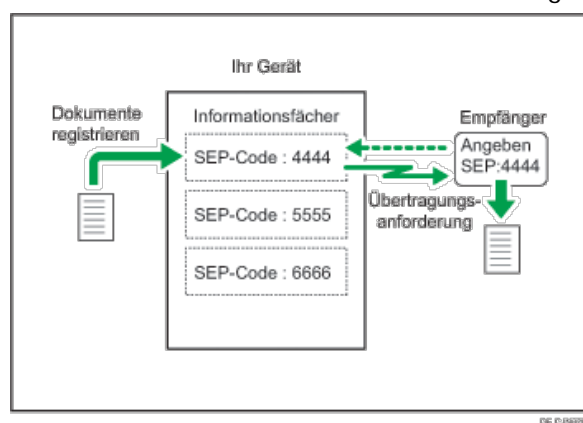 Ihr Gerät
Dokumente
registrieren
Informationsfächer
SEP-Code : 4444
SEP-Code : 5555
SEP-Code : 6666
Empfänger
Angeben
SEP:4444
Übertragungs-
anforderung